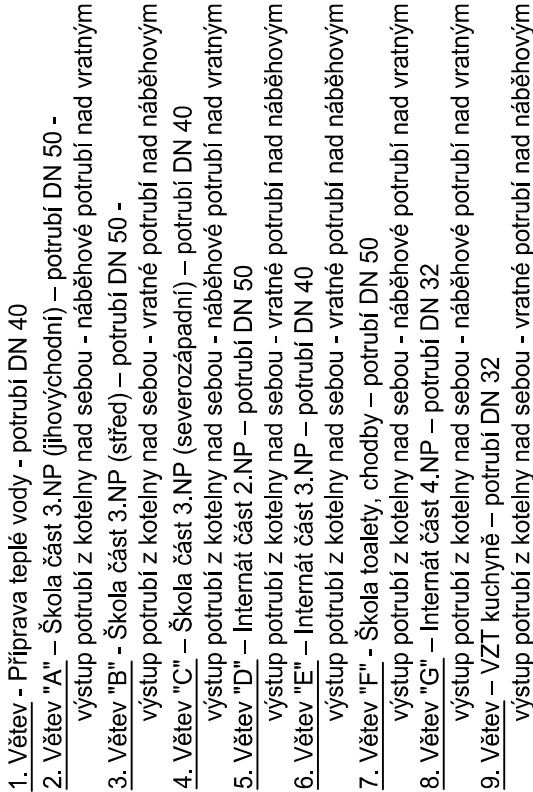 1. Větev - Příprava teplé vody - potrubí DN 40
2. Větev "A" – Škola část 3.NP (jihovýchodní) – potrubí DN 50 -
výstup potrubí z kotelny nad sebou - náběhové potrubí nad vratným
3. Větev "B" - Škola část 3.NP (střed) – potrubí DN 50 -
výstup potrubí z kotelny nad sebou - vratné potrubí nad náběhovým
4. Větev "C" – Škola část 3.NP (severozápadní) – potrubí DN 40
výstup potrubí z kotelny nad sebou - náběhové potrubí nad vratným
5. Větev "D" – Internát část 2.NP – potrubí DN 50
výstup potrubí z kotelny nad sebou - vratné potrubí nad náběhovým
6. Větev "E" – Internát část 3.NP – potrubí DN 40
výstup potrubí z kotelny nad sebou - vratné potrubí nad náběhovým
7. Větev "F" - Škola toalety, chodby – potrubí DN 50
výstup potrubí z kotelny nad sebou - náběhové potrubí nad vratným
8. Větev "G" – Internát část 4.NP – potrubí DN 32
výstup potrubí z kotelny nad sebou - náběhové potrubí nad vratným
9. Větev – VZT kuchyně – potrubí DN 32
výstup potrubí z kotelny nad sebou - vratné potrubí nad náběhovým